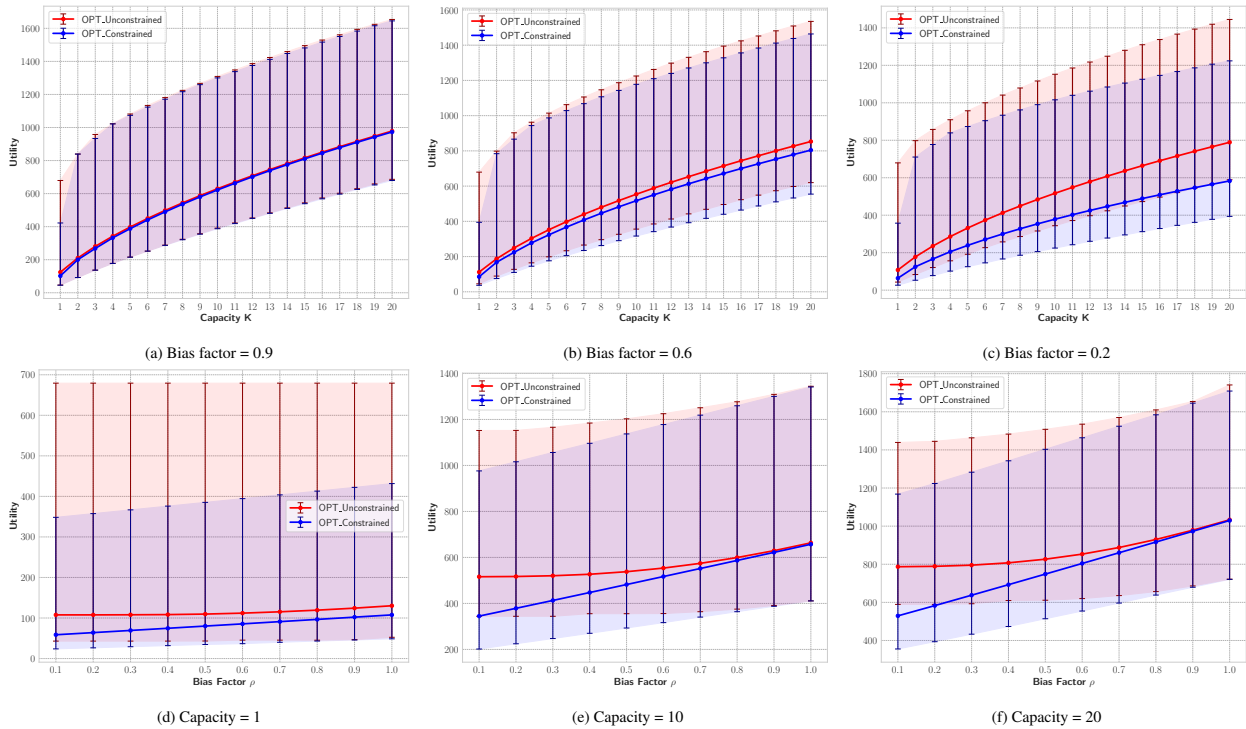 OPT_Unconstrained
OPT_Constrained
1600
1400
1200
1000
800
600
400
200
0
Utility
1 2 3 4 5 6 7 8 9 10 11 12 13 14 15 16 17 18 19 20
Capacity K
(a) Bias factor = 0.9
OPT_Unconstrained
OPT_Constrained
1600
1400
1200
1000
800
600
400
200
0
Utility
1 2 3 4 5 6 7 8 9 10 11 12 13 14 15 16 17 18 19 20
Capacity K
(b) Bias factor = 0.6
OPT_Unconstrained
OPT_Constrained
1400
1200
1000
800
600
400
200
0
Utility
1 2 3 4 5 6 7 8 9 10 11 12 13 14 15 16 17 18 19 20
Capacity K
(c) Bias factor = 0.2
700
600
500
400
300
200
100
0
Utility
OPT_Unconstrained
OPT_Constrained
0.1 0.2 0.3 0.4 0.5 0.6 0.7 0.8 0.9 1.0
Bias Factor ρ
(d) Capacity = 1
OPT_Unconstrained
OPT_Constrained
1400
1200
1000
800
600
400
200
Utility
0.1 0.2 0.3 0.4 0.5 0.6 0.7 0.8 0.9 1.0
Bias Factor ρ
(e) Capacity = 10
OPT_Unconstrained
OPT_Constrained
1800
1600
1400
1200
1000
800
600
400
Utility
0.1 0.2 0.3 0.4 0.5 0.6 0.7 0.8 0.9 1.0
Bias Factor ρ
(f) Capacity = 20